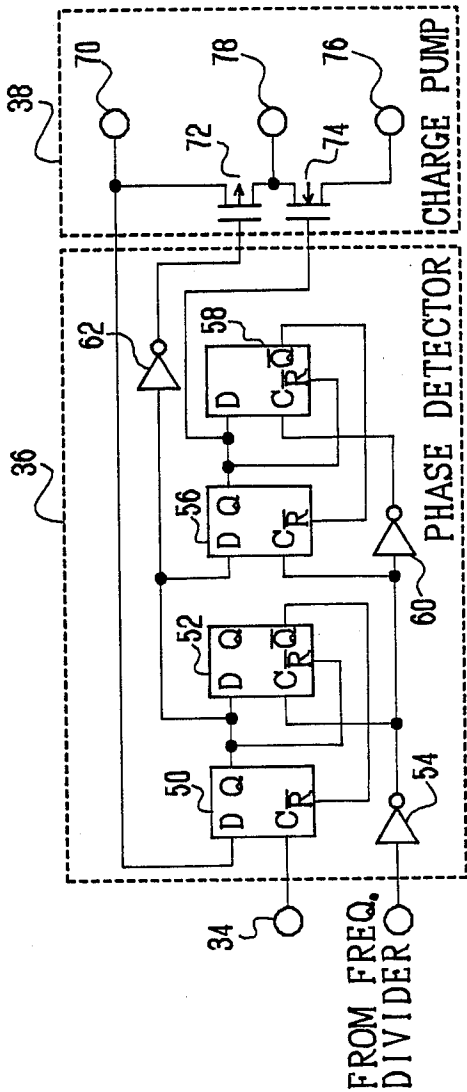 36
38
70
62
72
78
74
76
50
D Q
C
R̅
52
D Q
C Q̅
R̅
56
D Q
C
R̅
58
D
C Q̅
R̅
34
54
60
FROM FREQ.
DIVIDER
PHASE DETECTOR
CHARGE PUMP